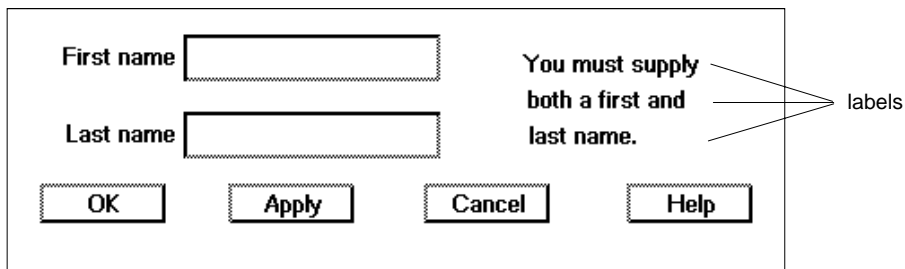 First name
You must supply
both a first and
labels
Last name
last name.
OK
Apply
Cancel
Help